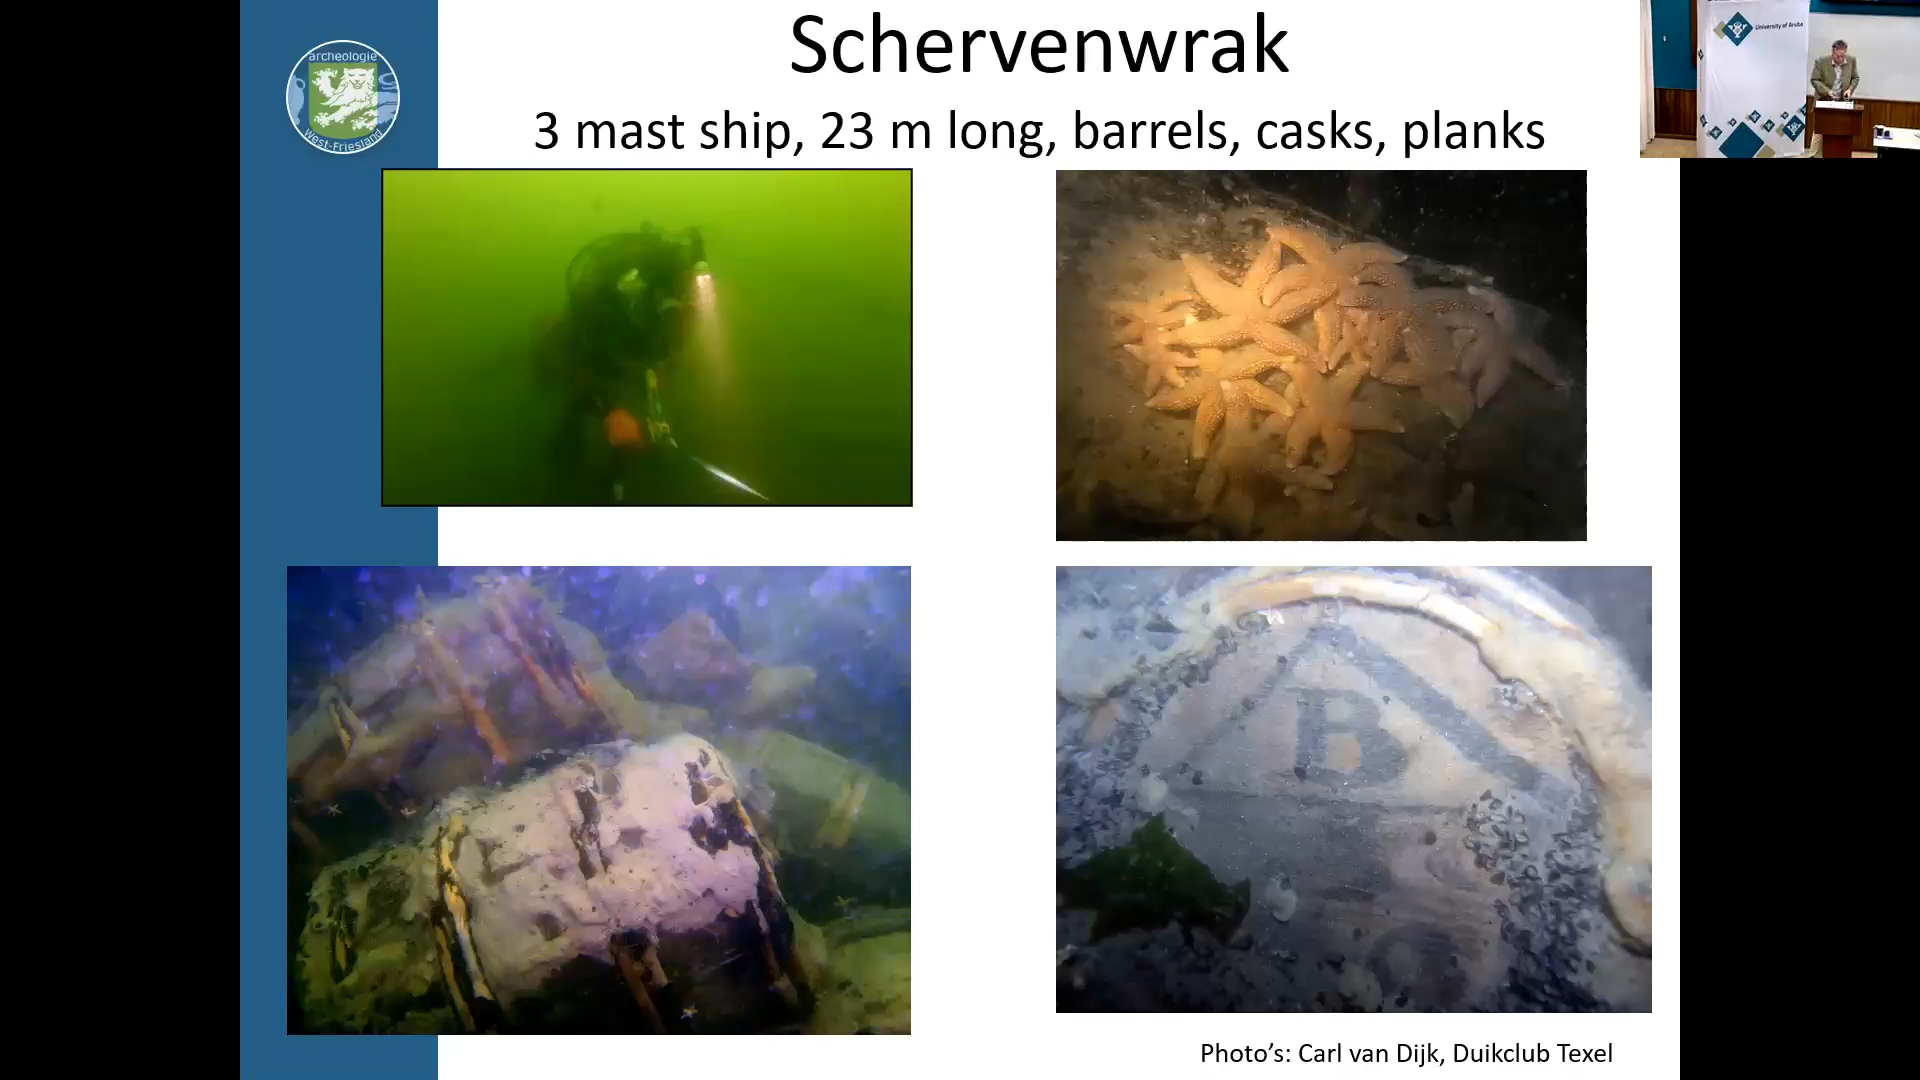 Schervenwrak
3 mast ship, 23 m long, barrels, casks, planks
archeologie
West-Friesland
University of Aruba
B
Photo's: Carl van Dijk, Duikclub Texel